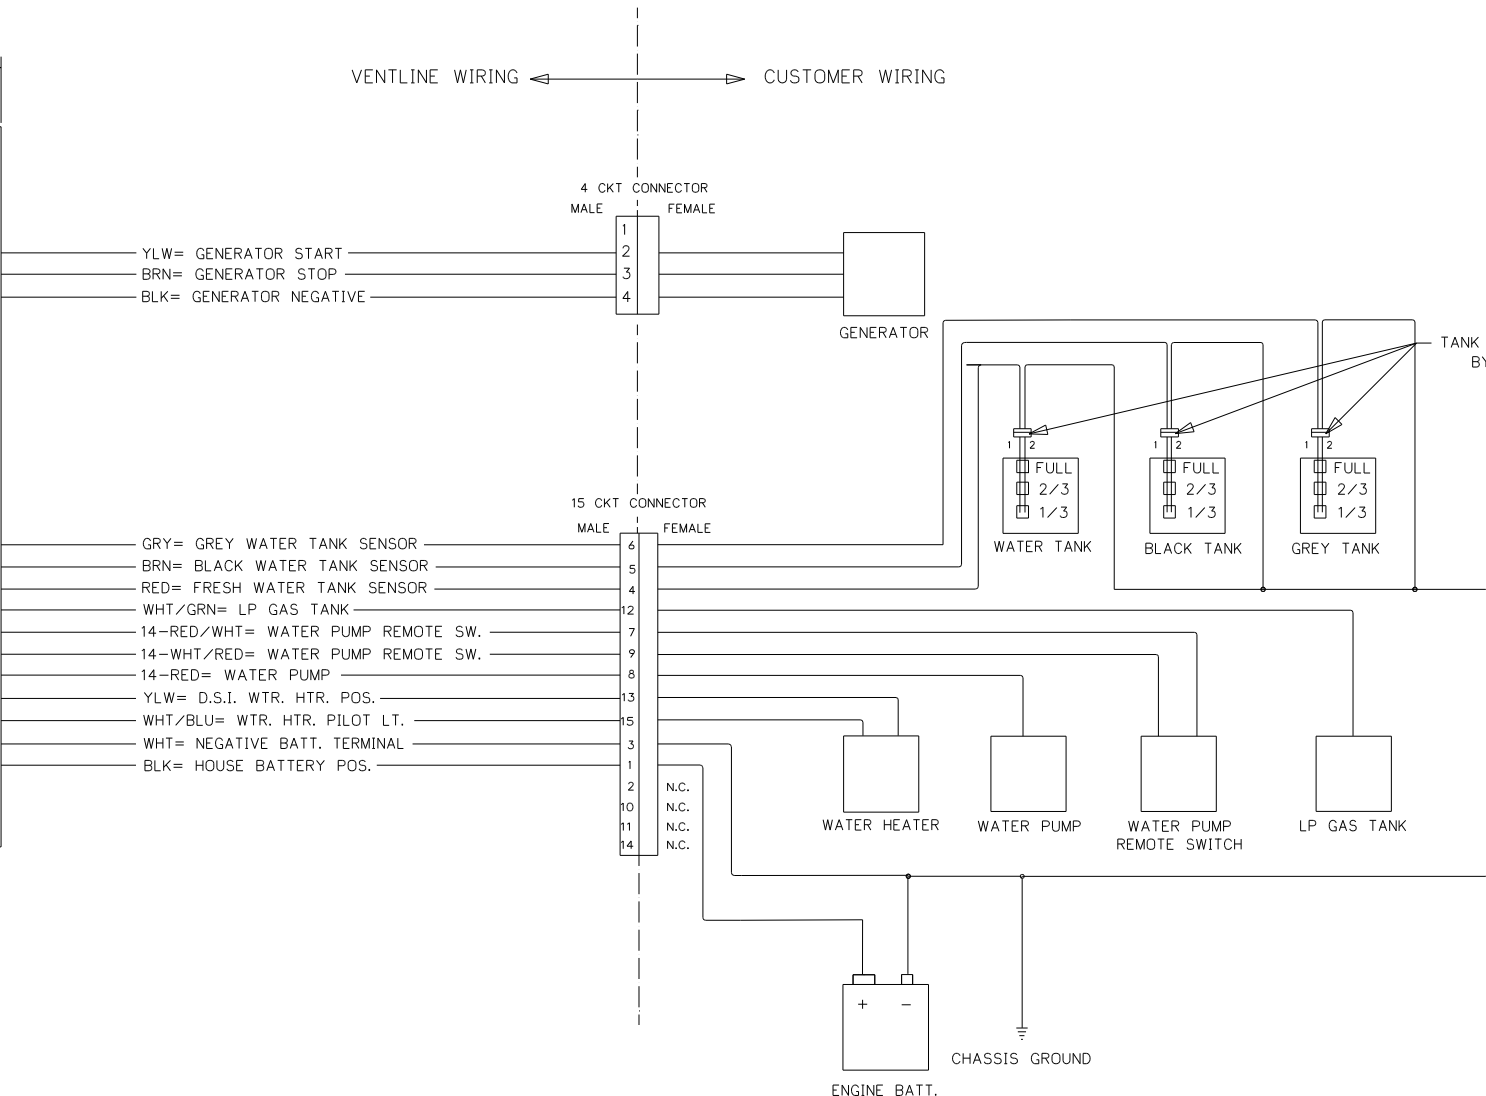 VENTLINE WIRING
CUSTOMER WIRING
4 CKT CONNECTOR
MALE FEMALE
1
YLW= GENERATOR START 2
BRN= GENERATOR STOP 3
BLK= GENERATOR NEGATIVE 4
GENERATOR
TANK
BY
1 2
1 2
1 2
FULL
2/3
1/3
WATER TANK
FULL
2/3
1/3
BLACK TANK
FULL
2/3
1/3
GREY TANK
15 CKT CONNECTOR
MALE FEMALE
GRY= GREY WATER TANK SENSOR 6
BRN= BLACK WATER TANK SENSOR 5
RED= FRESH WATER TANK SENSOR 4
WHT/GRN= LP GAS TANK 12
14-RED/WHT= WATER PUMP REMOTE SW. 7
14-WHT/RED= WATER PUMP REMOTE SW. 9
14-RED= WATER PUMP 8
YLW= D.S.I. WTR. HTR. POS. 13
WHT/BLU= WTR. HTR. PILOT LT. 15
WHT= NEGATIVE BATT. TERMINAL 3
BLK= HOUSE BATTERY POS. 1
2 N.C.
10 N.C.
11 N.C.
14 N.C.
WATER HEATER
WATER PUMP
WATER PUMP
REMOTE SWITCH
LP GAS TANK
+ −
CHASSIS GROUND
ENGINE BATT.